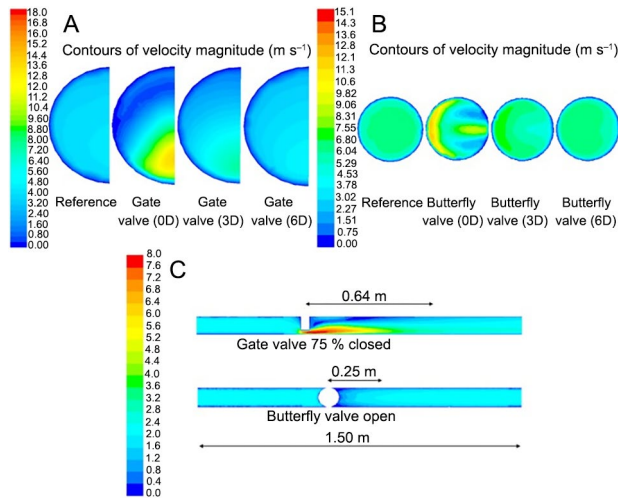 A
Contours of velocity magnitude (m s⁻¹)
18.0
16.8
16.0
15.2
14.4
13.6
12.8
12.0
11.2
10.4
9.60
8.80
8.00
7.20
6.40
5.60
4.80
4.00
3.20
2.40
1.60
0.80
0.00
Reference
Gate
valve (0D)
Gate
valve (3D)
Gate
valve (6D)
B
Contours of velocity magnitude (m s⁻¹)
15.1
14.3
13.6
12.8
12.1
11.3
10.6
9.82
9.06
8.30
7.55
6.80
6.04
5.29
4.53
3.78
3.02
2.27
1.51
0.75
0.00
Reference
Butterfly
valve (0D)
Butterfly
valve (3D)
Butterfly
valve (6D)
C
8.0
7.6
7.2
6.8
6.4
6.0
5.6
5.2
4.8
4.4
4.0
3.6
3.2
2.8
2.4
2.0
1.6
1.2
0.8
0.4
0.0
0.64 m
Gate valve 75 % closed
0.25 m
Butterfly valve open
1.50 m